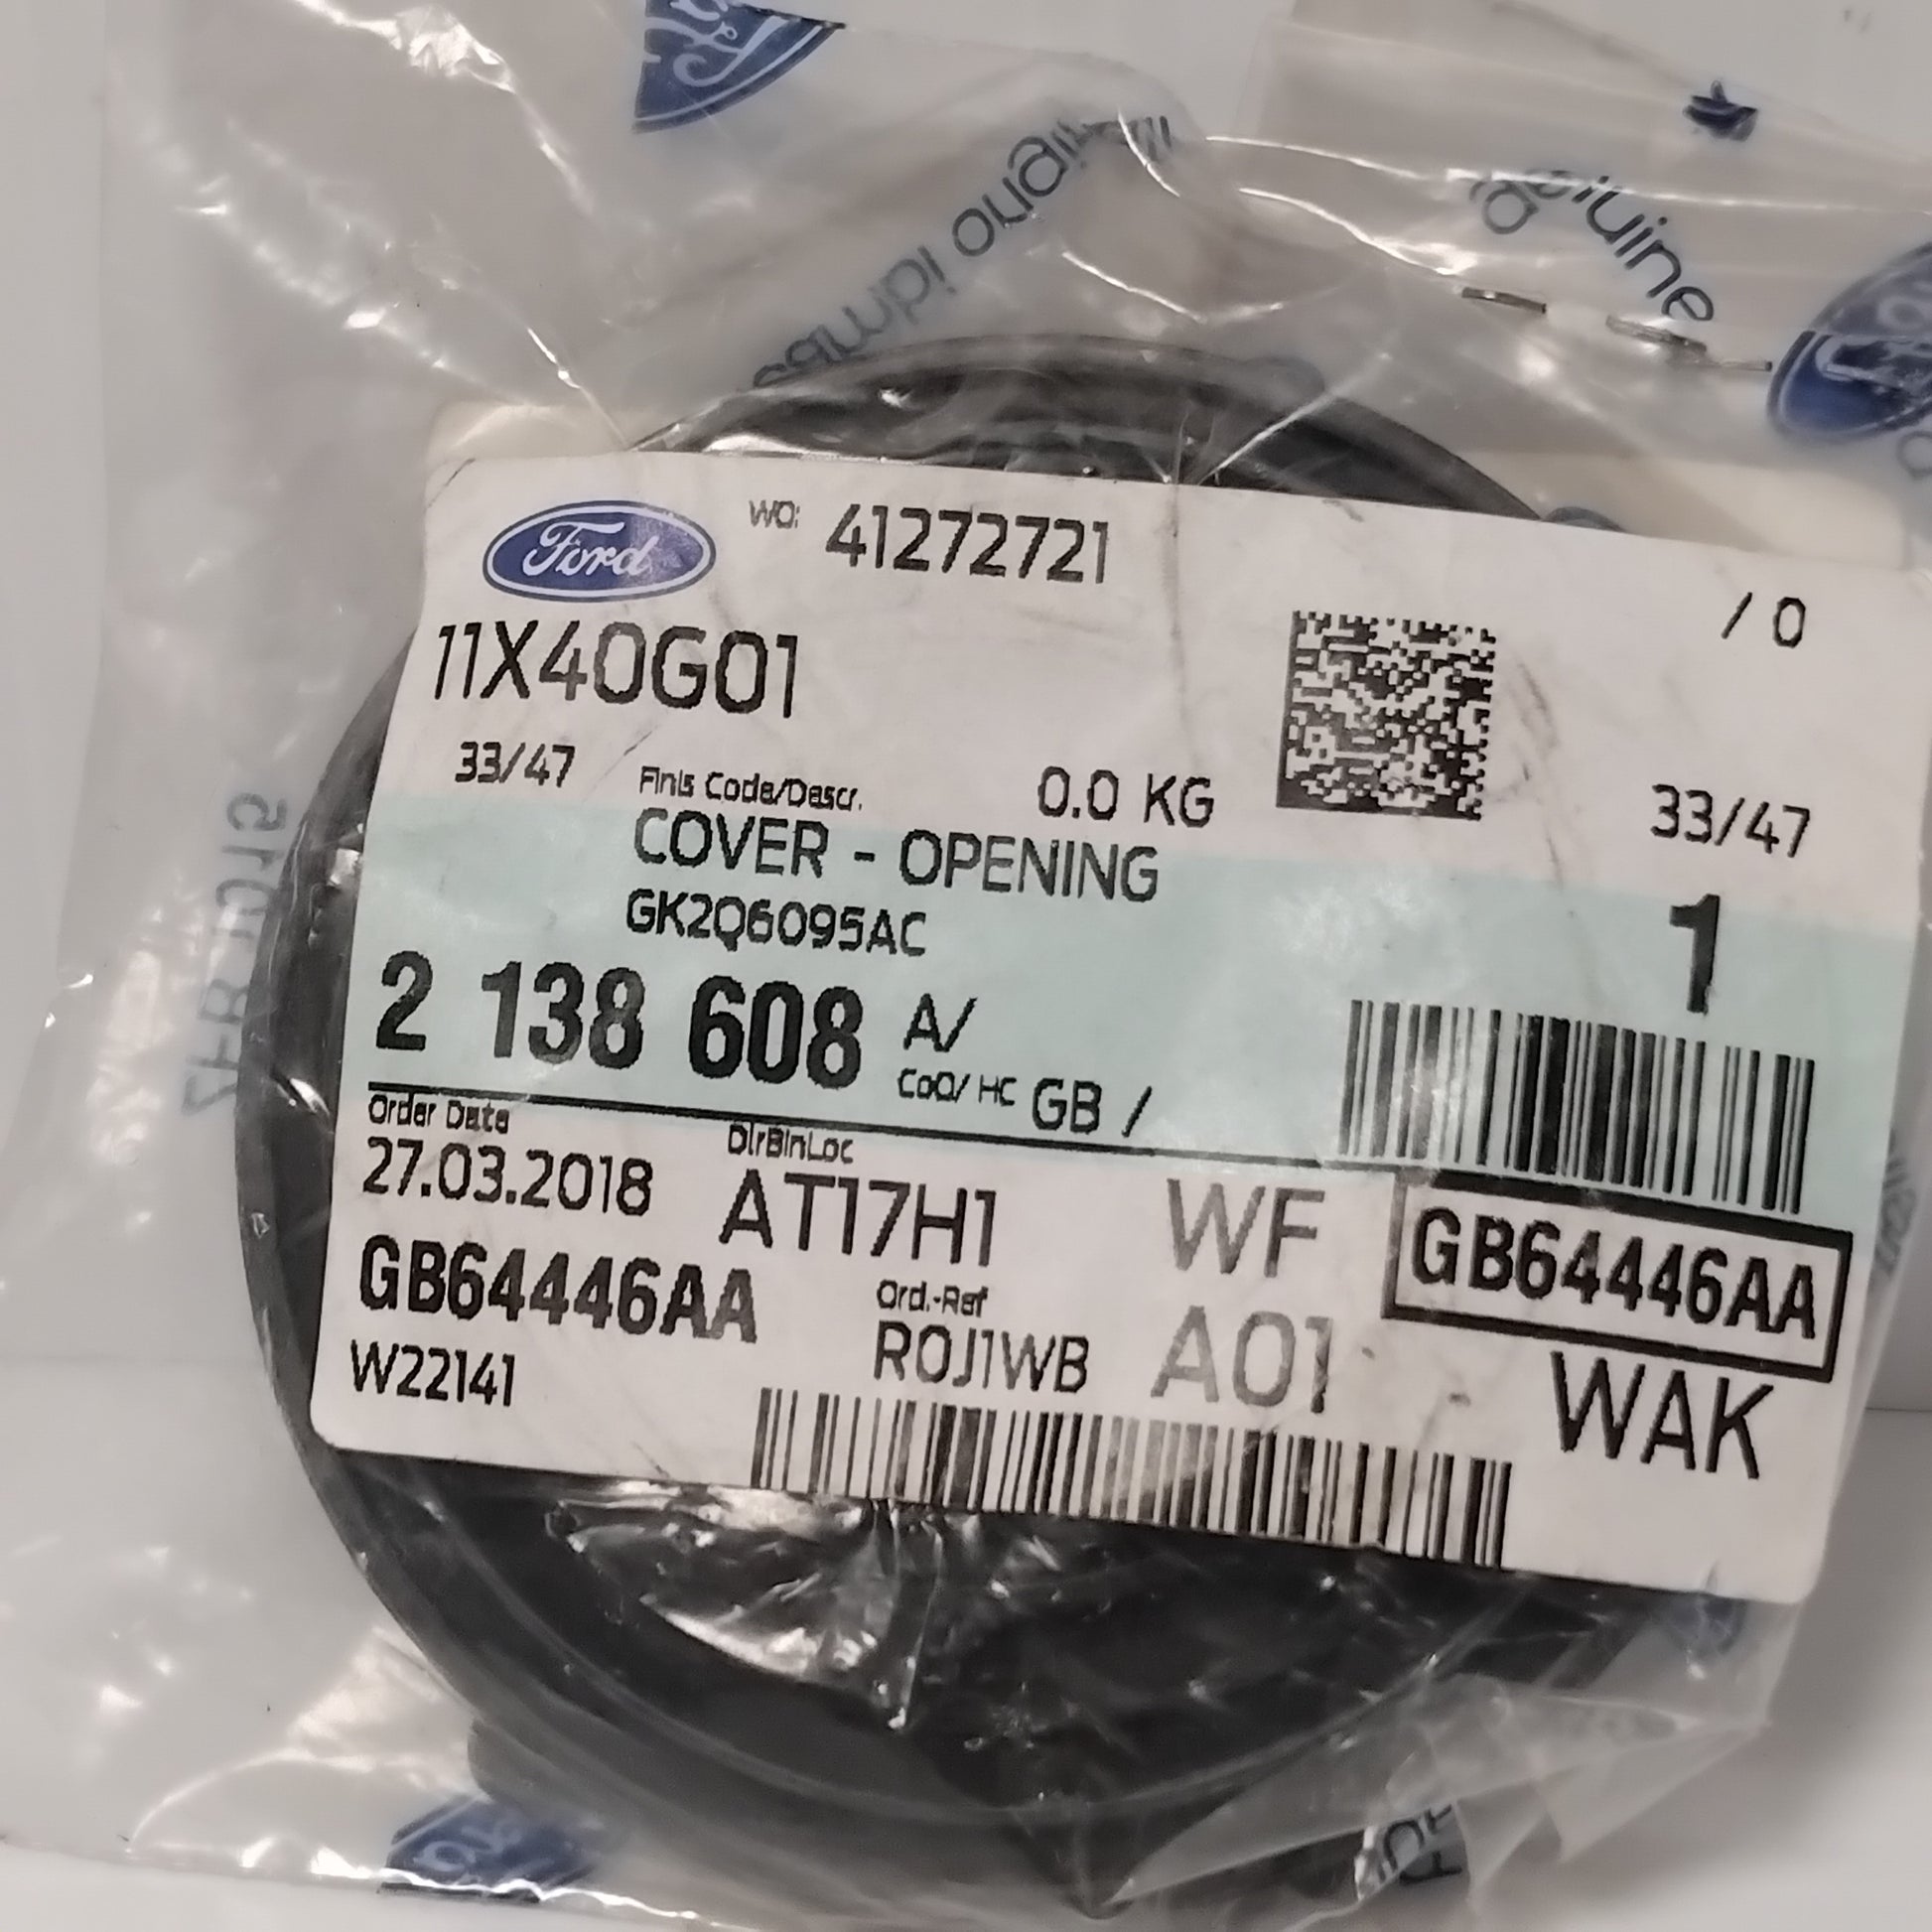 genuine
Ford
WO: 41272721
/ 0
11X40G01
33/47
Finis Code/Descr.
0.0 KG
33/47
COVER - OPENING
GK2Q6095AC
1
2 138 608 A/
CoO/ HC GB /
Order Date
DlrBinLoc
27.03.2018
AT17H1
WF
GB64446AA
GB64446AA
Ord.-Ref
W22141
R0J1WB
A01
WAK